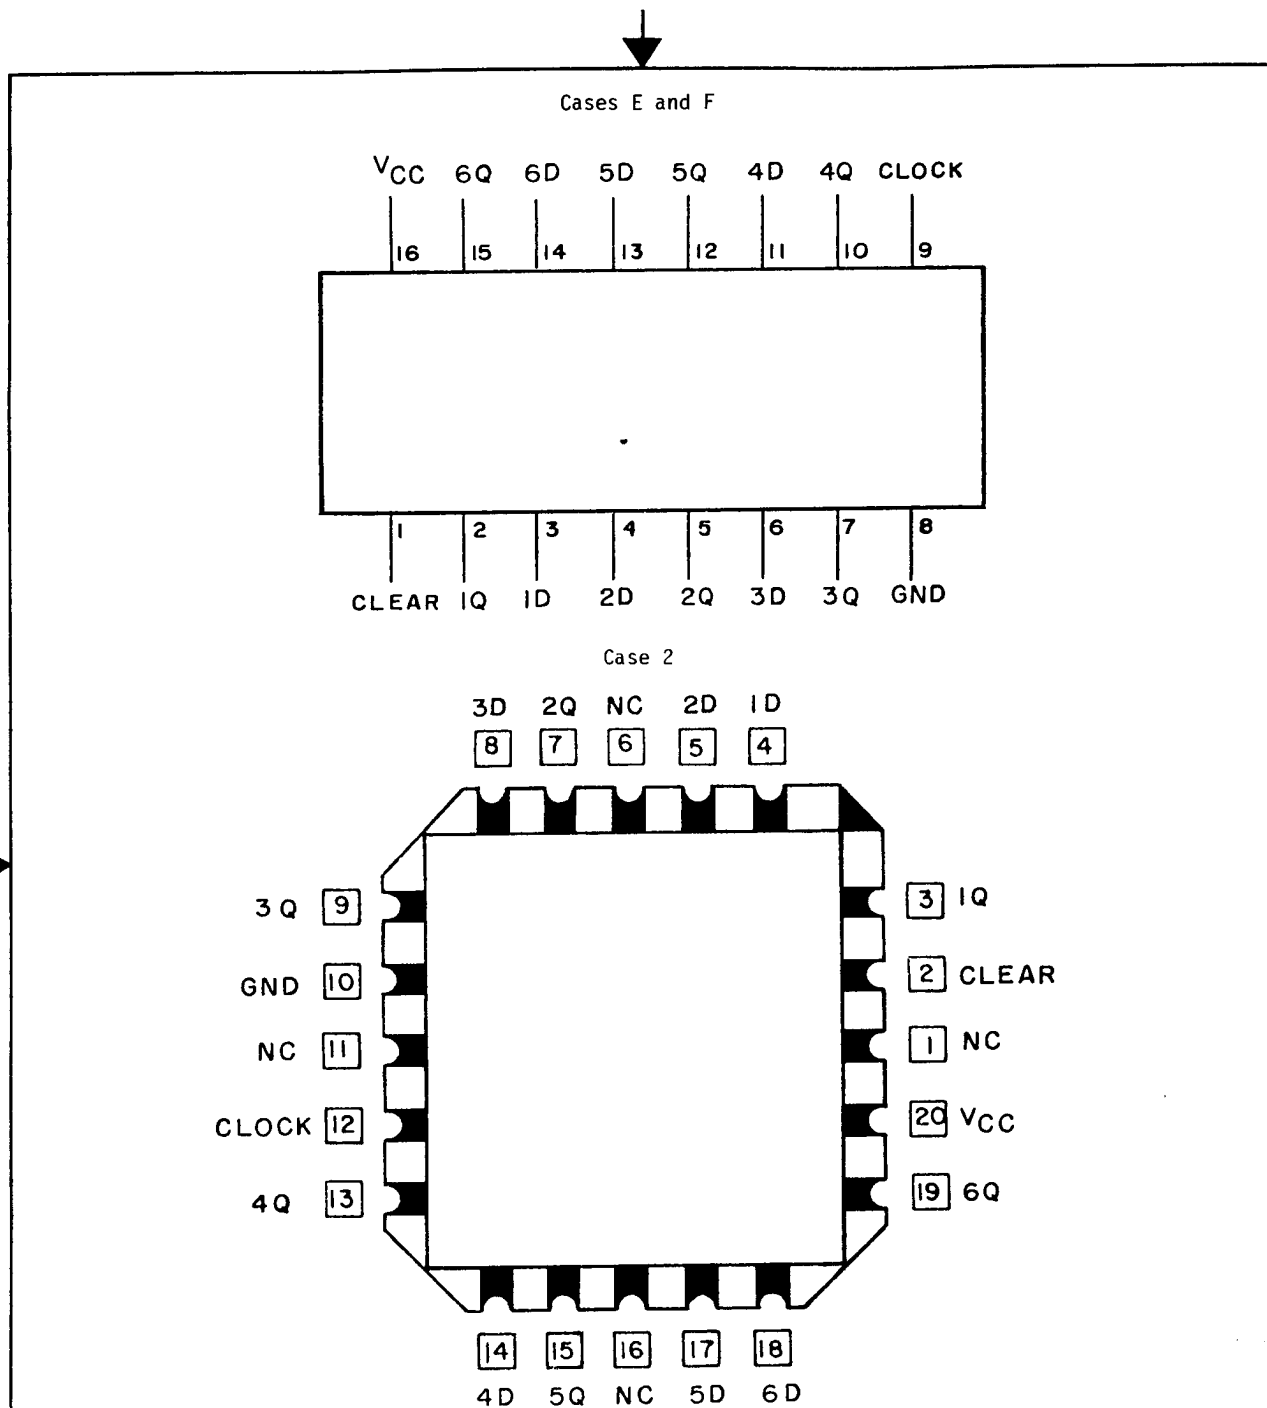 Cases E and F
VCC 6Q 6D 5D 5Q 4D 4Q CLOCK
16 15 14 13 12 11 10 9
1 2 3 4 5 6 7 8
CLEAR 1Q 1D 2D 2Q 3D 3Q GND
Case 2
3D 2Q NC 2D 1D
8 7 6 5 4
3Q 9 3 1Q
GND 10 2 CLEAR
NC 11 1 NC
CLOCK 12 20 VCC
4Q 13 19 6Q
14 15 16 17 18
4D 5Q NC 5D 6D